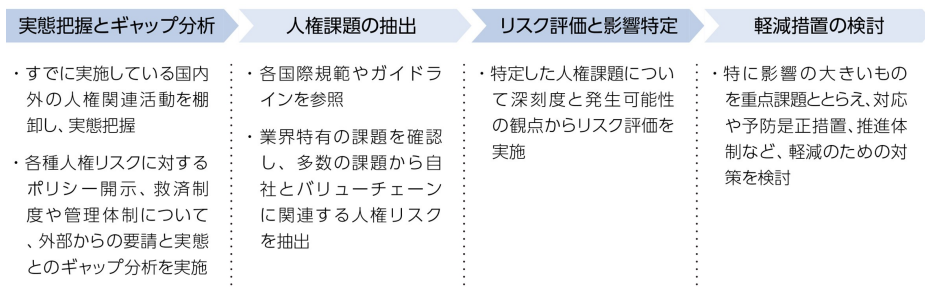 実態把握とギャップ分析
人権課題の抽出
リスク評価と影響特定
軽減措置の検討
・すでに実施している国内
外の人権関連活動を棚
卸し、実態把握
・各種人権リスクに対する
ポリシー開示、救済制
度や管理体制について
、外部からの要請と実態
とのギャップ分析を実施
・各国際規範やガイドラ
インを参照
・業界特有の課題を確認
し、多数の課題から自
社とバリューチェーン
に関連する人権リスク
を抽出
・特定した人権課題につい
て深刻度と発生可能性
の観点からリスク評価を
実施
・特に影響の大きいもの
を重点課題ととらえ、対応
や予防是正措置、推進体
制など、軽減のための対
策を検討